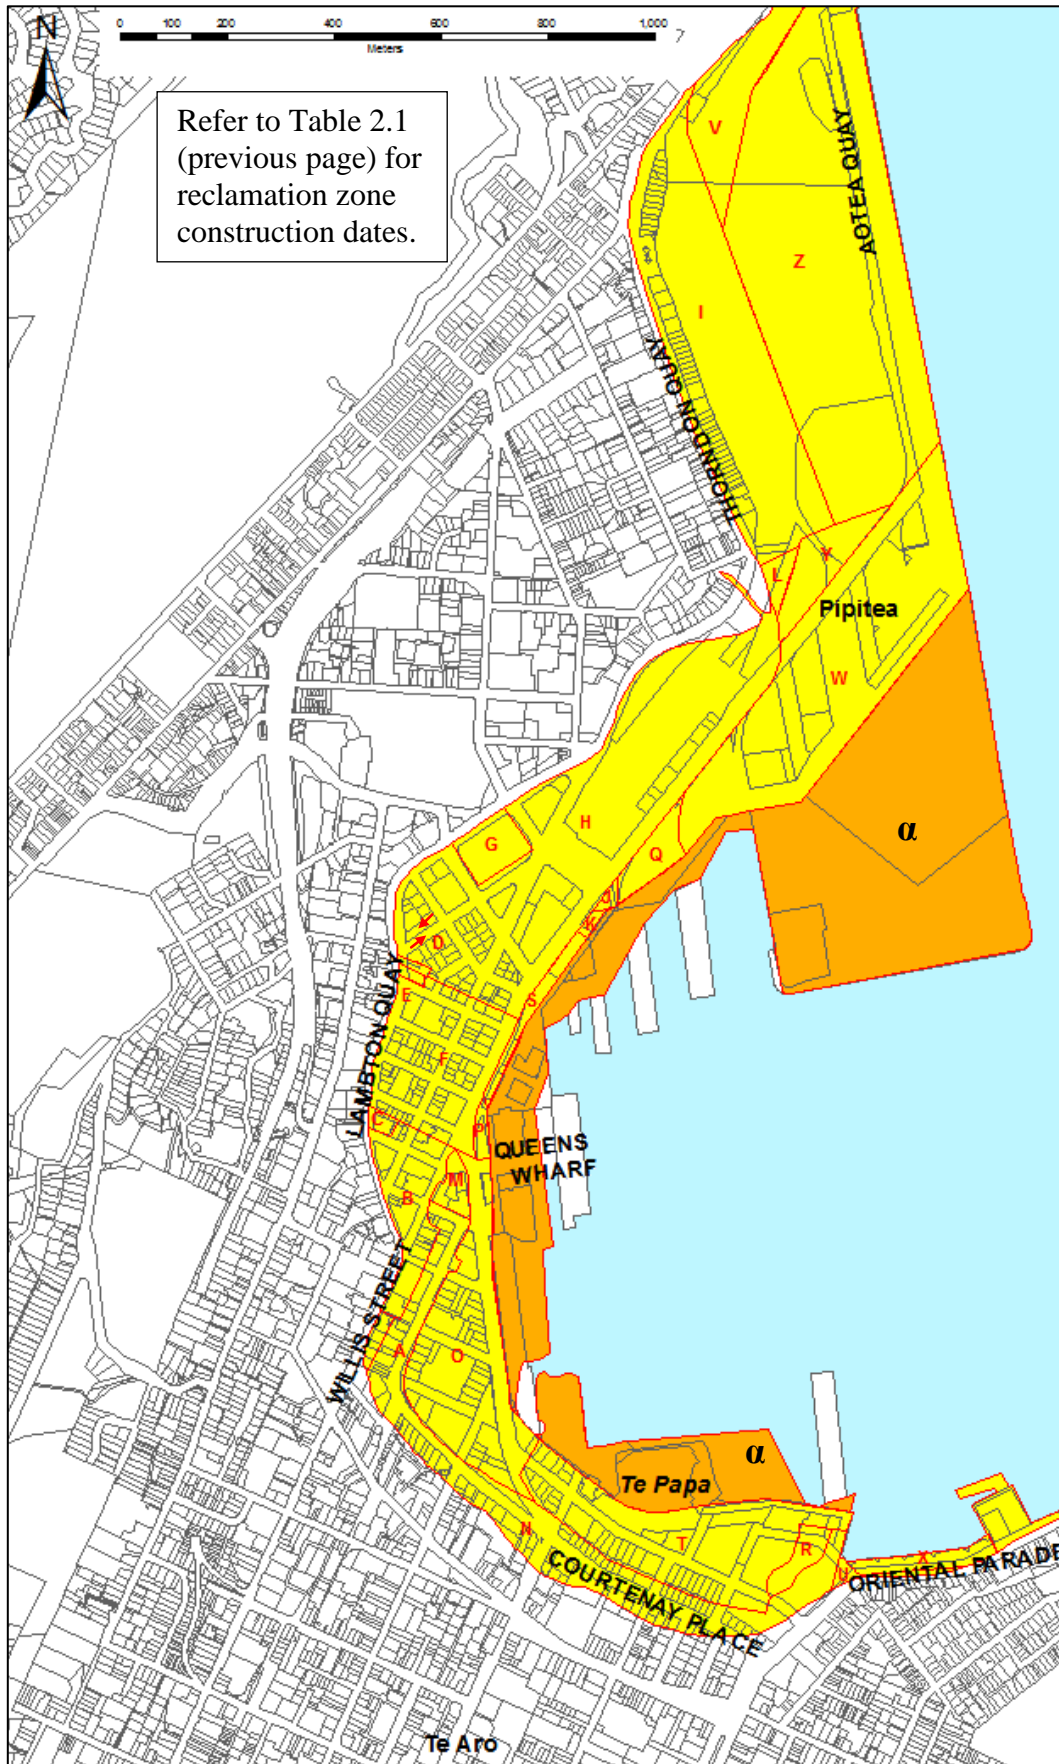 N
0 100 200 400 600 800 1,000
Meters
Refer to Table 2.1
(previous page) for
reclamation zone
construction dates.
V
AOTEA QUAY
Z
I
THORNDON QUAY
Y
L
Pipitea
W
α
H
G
Q
J
K
D
E
S
LAMBTON QUAY
F
C
P
QUEENS
WHARF
M
B
WILLIS STREET
A
O
α
Te Papa
N
T
R
U
X
ORIENTAL PARADE
COURTENAY PLACE
Te Aro